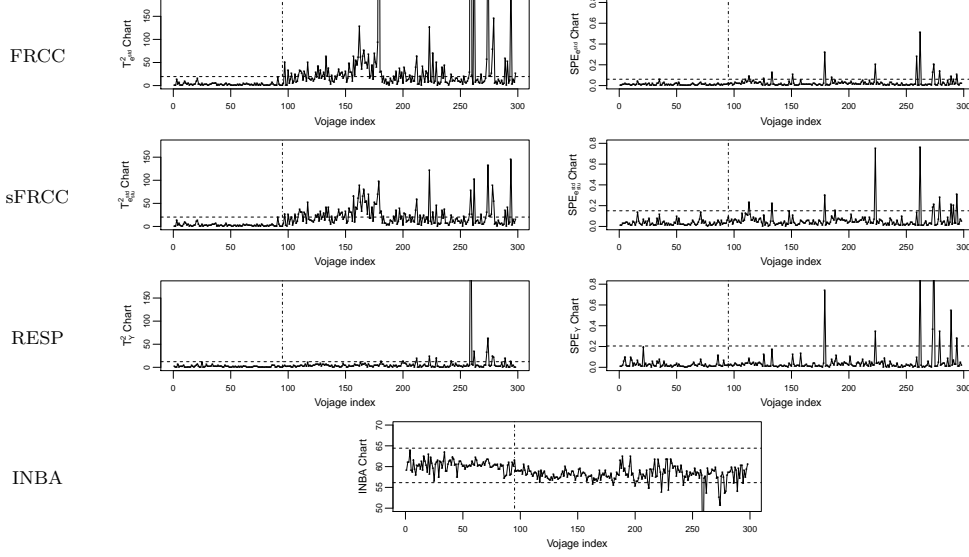 FRCC
T²eˢᵗᵈ Chart
0 50 100 150
0 50 100 150 200 250 300
Vojage index
SPEeˢᵗᵈ Chart
0.0 0.2 0.4 0.6 0.8
0 50 100 150 200 250 300
Vojage index
sFRCC
Chart
0 50 100 150
0 50 100 150 200 250 300
Vojage index
Chart
0.0 0.2 0.4 0.6 0.8
0 50 100 150 200 250 300
Vojage index
RESP
Chart
0 50 100 150
0 50 100 150 200 250 300
Vojage index
Chart
0.0 0.2 0.4 0.6 0.8
0 50 100 150 200 250 300
Vojage index
INBA
INBA Chart
50 55 60 65 70
0 50 100 150 200 250 300
Vojage index